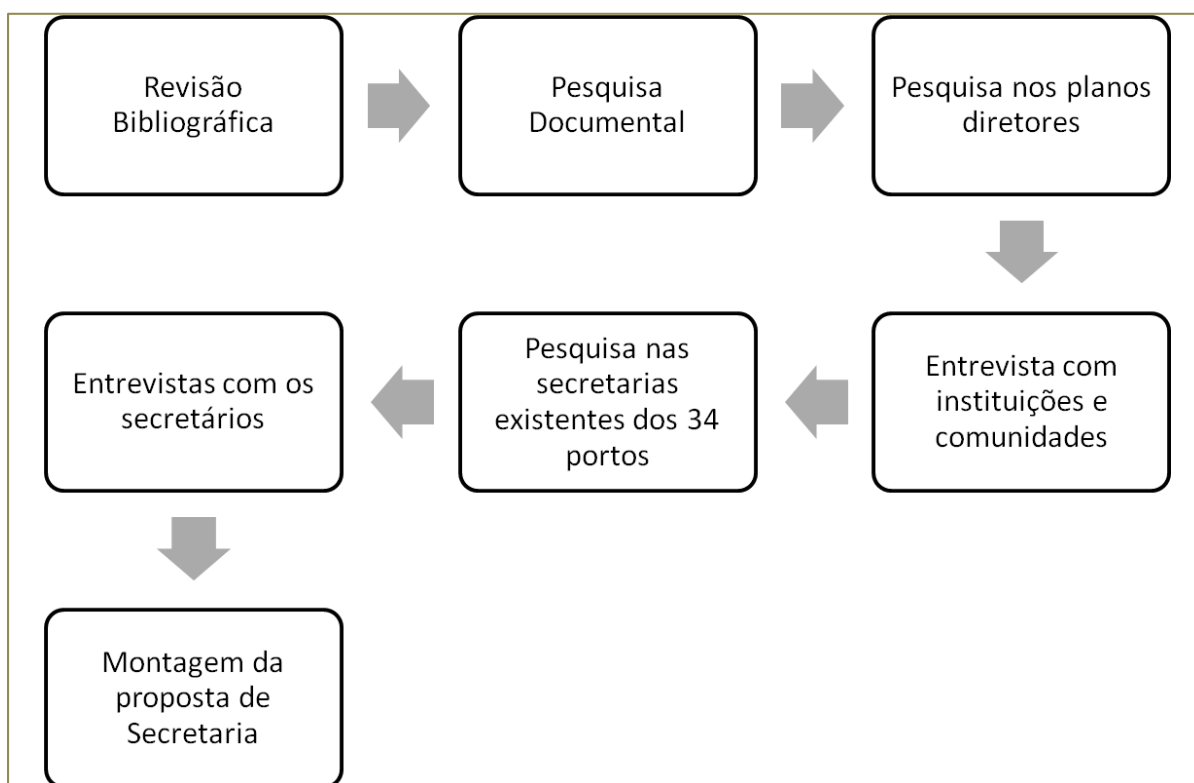 Revisão
Bibliográfica
Pesquisa
Documental
Pesquisa nos planos
diretores
Entrevista com
instituições e
comunidades
Pesquisa nas
secretarias
existentes dos 34
portos
Entrevistas com os
secretários
Montagem da
proposta de
Secretaria